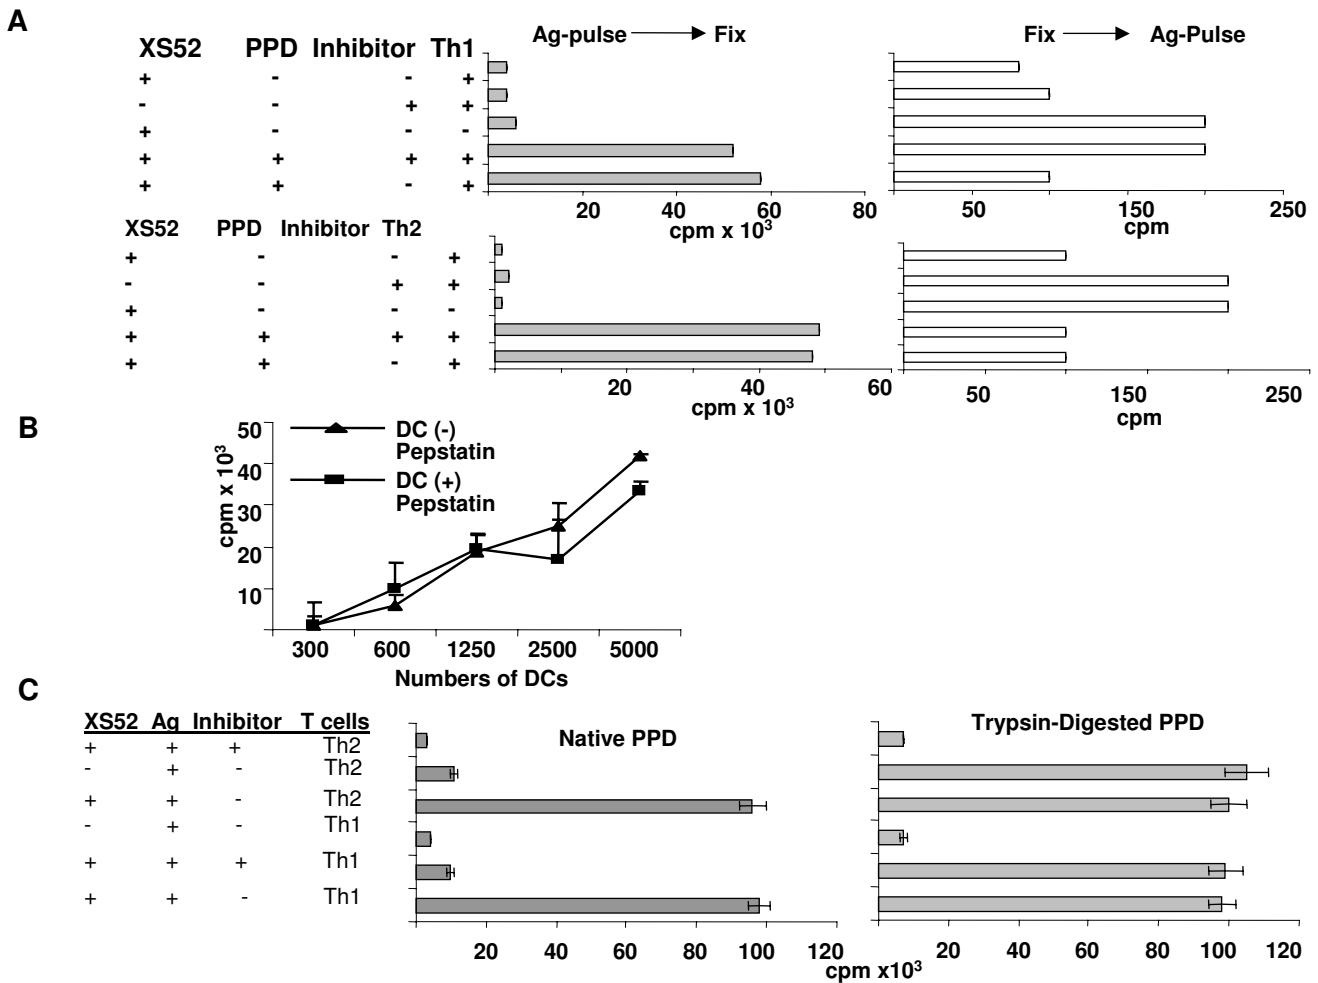 A
Ag-pulse → Fix
Fix → Ag-Pulse
XS52 PPD Inhibitor Th1
+ - - +
- - + +
+ - - -
+ + + +
+ + - +
20 40 60 80
cpm x 10³
50 150 250
cpm
XS52 PPD Inhibitor Th2
+ - - +
- - + +
+ - - -
+ + + +
+ + - +
20 40 60
cpm x 10³
50 150 250
cpm
B
50
40
30
20
10
cpm x 10³
DC (-)
Pepstatin
DC (+)
Pepstatin
300 600 1250 2500 5000
Numbers of DCs
C
XS52 Ag Inhibitor T cells
+ + + Th2
- + - Th2
+ + - Th2
- + - Th1
+ + + Th1
+ + - Th1
Native PPD
Trypsin-Digested PPD
20 40 60 80 100 120
20 40 60 80 100 120
cpm x10³